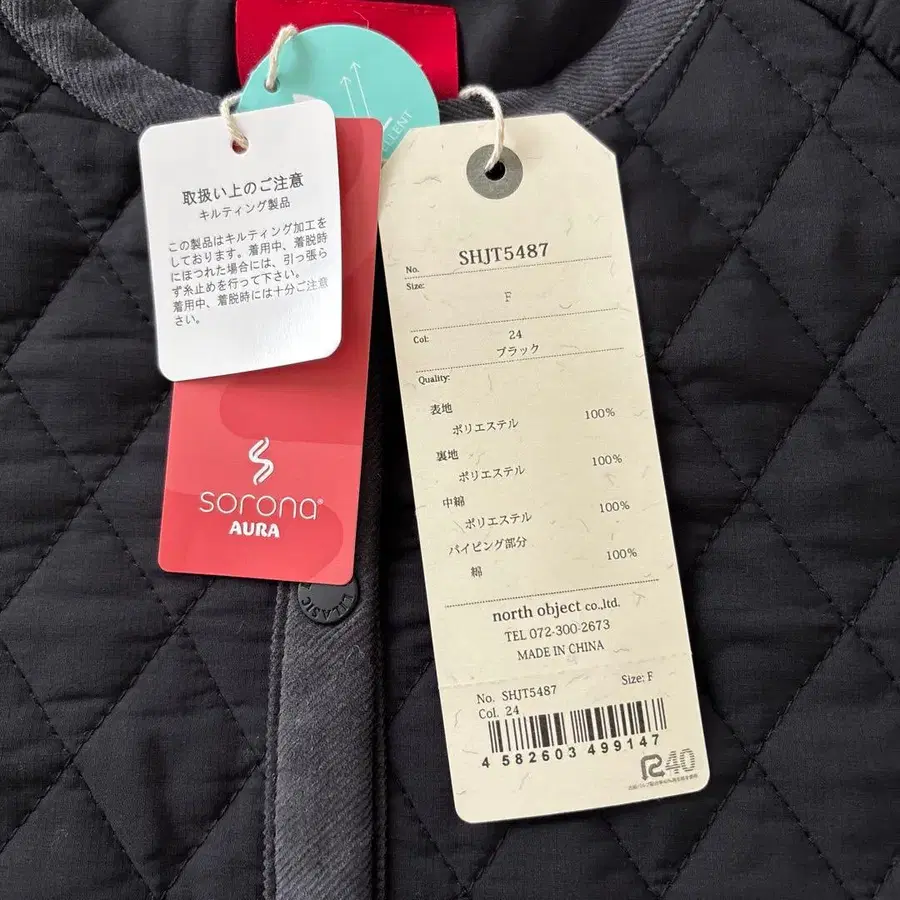 取扱い上のご注意
キルティング製品
この製品はキルティング加工を
しております。着用中、着脱時
にほつれた場合には、引っ張ら
ず糸止めを行って下さい。
着用中、着脱時には十分ご注意
さい。
sorona®
AURA
No. SHJT5487
Size:
F
Col: 24
ブラック
Quality:
表地
ポリエステル 100%
裏地
ポリエステル 100%
中綿
ポリエステル 100%
パイピング部分
綿 100%
north object co.,ltd.
TEL 072-300-2673
MADE IN CHINA
No. SHJT5487 Size: F
Col. 24
4 582603 499147
R40